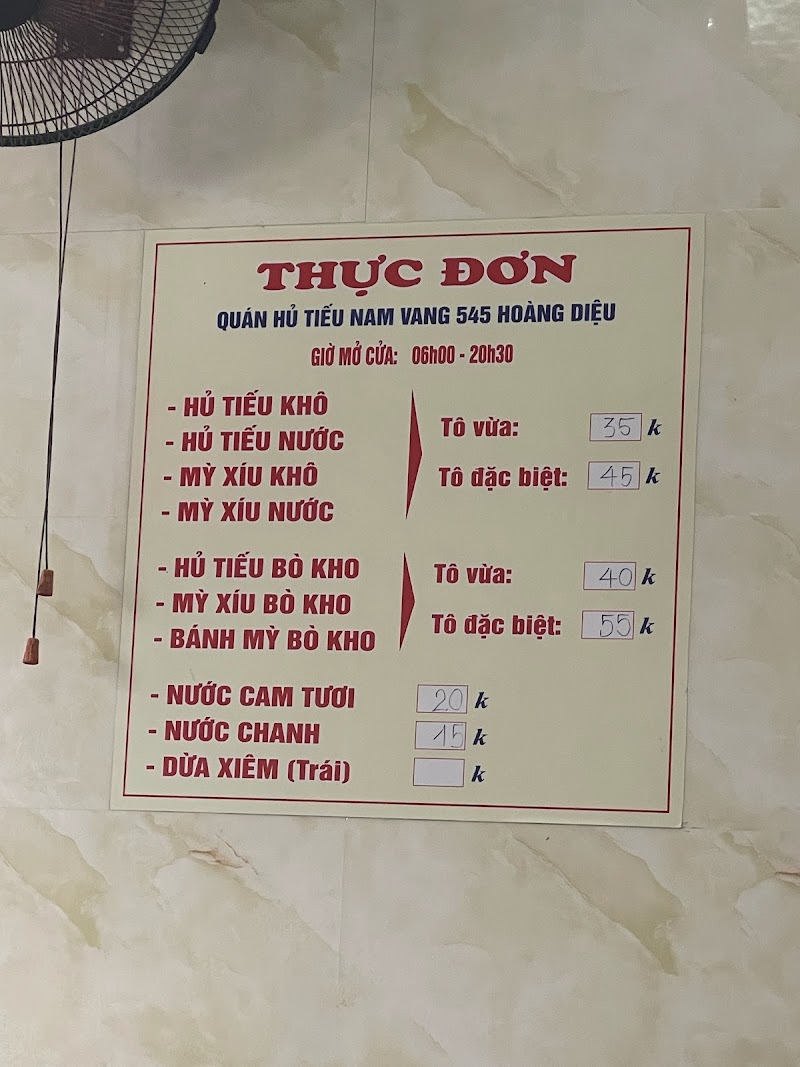 THỰC ĐƠN
QUÁN HỦ TIẾU NAM VANG 545 HOÀNG DIỆU
GIỜ MỞ CỬA: 06h00 - 20h30
- HỦ TIẾU KHÔ
- HỦ TIẾU NƯỚC
- MỲ XÍU KHÔ
- MỲ XÍU NƯỚC
Tô vừa: 35 k
Tô đặc biệt: 45 k
- HỦ TIẾU BÒ KHO
- MỲ XÍU BÒ KHO
- BÁNH MỲ BÒ KHO
Tô vừa: 40 k
Tô đặc biệt: 55 k
- NƯỚC CAM TƯƠI 20 k
- NƯỚC CHANH 15 k
- DỪA XIÊM (Trái) k